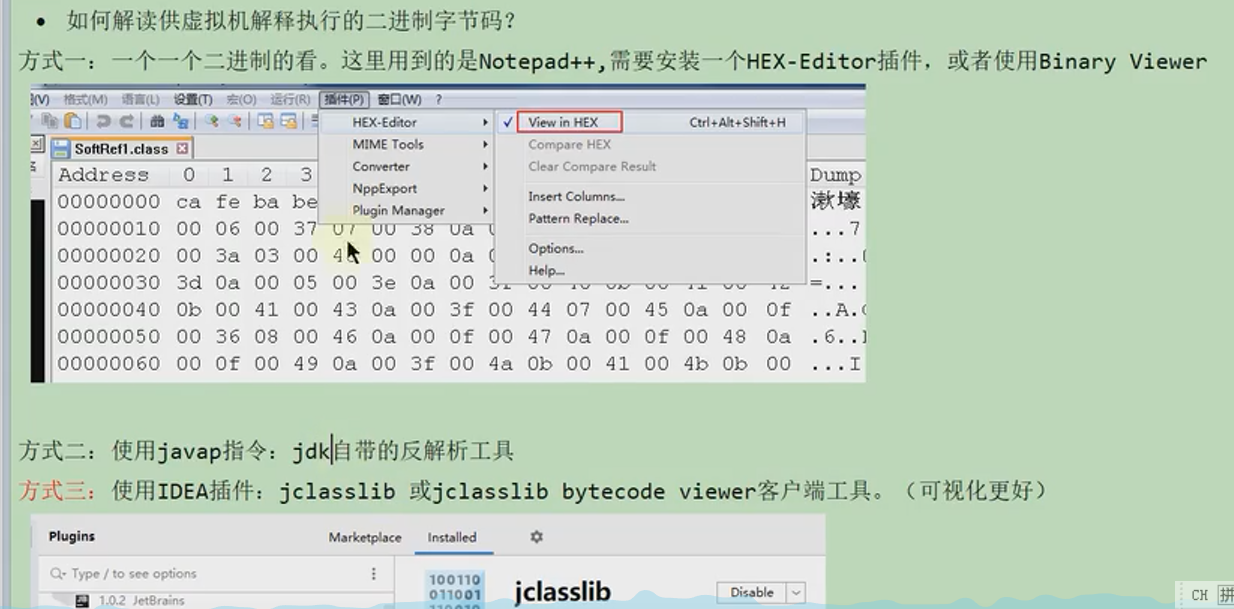 • 如何解读供虚拟机解释执行的二进制字节码？
方式一：一个一个二进制的看。这里用到的是Notepad++,需要安装一个HEX-Editor插件，或者使用Binary Viewer
(V) 格式(M) 语言(L) 设置(T) 宏(O) 运行(R) 插件(P) 窗口(W) ?
HEX-Editor
MIME Tools
Converter
NppExport
Plugin Manager
View in HEX Ctrl+Alt+Shift+H
Compare HEX
Clear Compare Result
Insert Columns...
Pattern Replace...
Options...
Help...
SoftRef1.class
Address 0 1 2 3 Dump
00000000 ca fe ba be 漖壕
00000010 00 06 00 37 07 00 38 0a ...7
00000020 00 3a 03 00 00 00 0a .:..
00000030 3d 0a 00 05 00 3e 0a 00 =...
00000040 0b 00 41 00 43 0a 00 3f 00 44 07 00 45 0a 00 0f ..A.
00000050 00 36 08 00 46 0a 00 0f 00 47 0a 00 0f 00 48 0a .6..
00000060 00 0f 00 49 0a 00 3f 00 4a 0b 00 41 00 4b 0b 00 ...I
方式二：使用javap指令：jdk自带的反解析工具
方式三：使用IDEA插件：jclasslib 或jclasslib bytecode viewer客户端工具。（可视化更好）
Plugins Marketplace Installed
Type / to see options
1.0.2 JetBrains
100110
011001
jclasslib
Disable
CH 拼